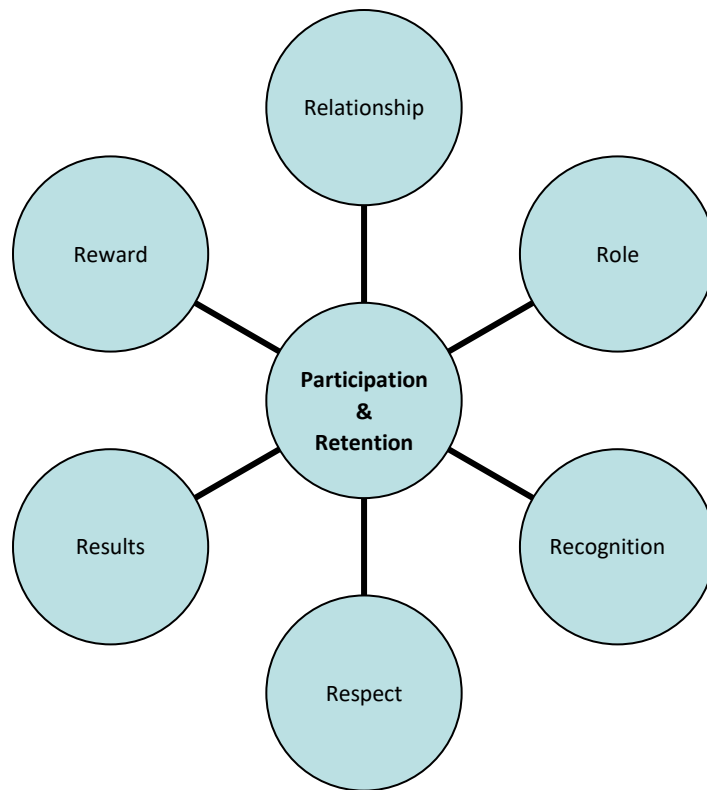 Relationship
Reward
Role
Participation
&
Retention
Results
Recognition
Respect